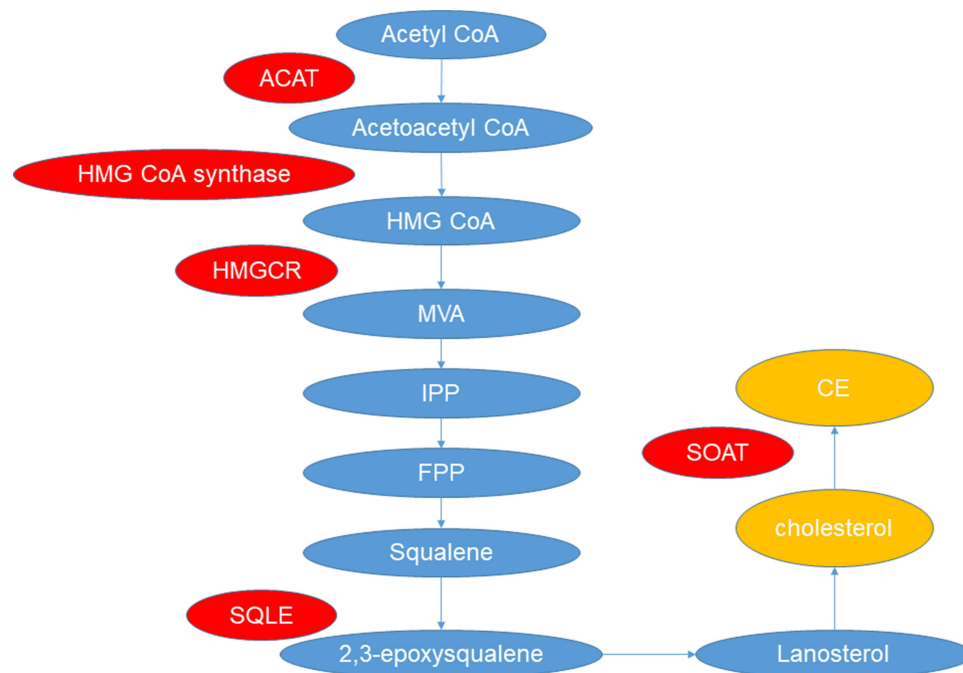 Acetyl CoA
ACAT
Acetoacetyl CoA
HMG CoA synthase
HMG CoA
HMGCR
MVA
IPP
CE
SOAT
FPP
cholesterol
Squalene
SQLE
2,3-epoxysqualene
Lanosterol